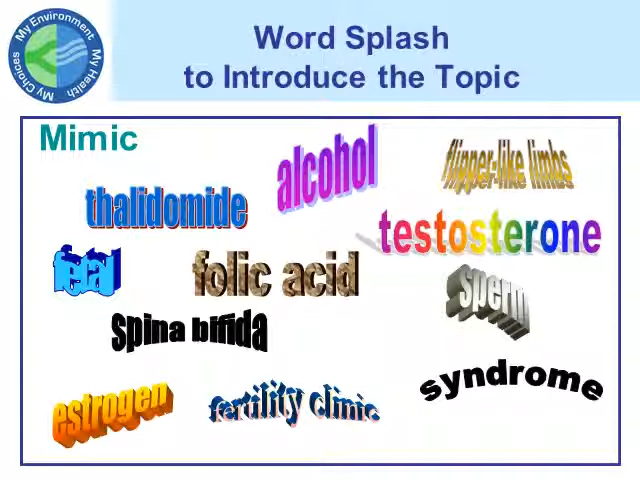 My Environment
My Health
My Choices
Word Splash
to Introduce the Topic
Mimic
alcohol
flipper-like limbs
thalidomide
testosterone
fetal
folic acid
sperm
spina bifida
syndrome
estrogen
fertility clinic